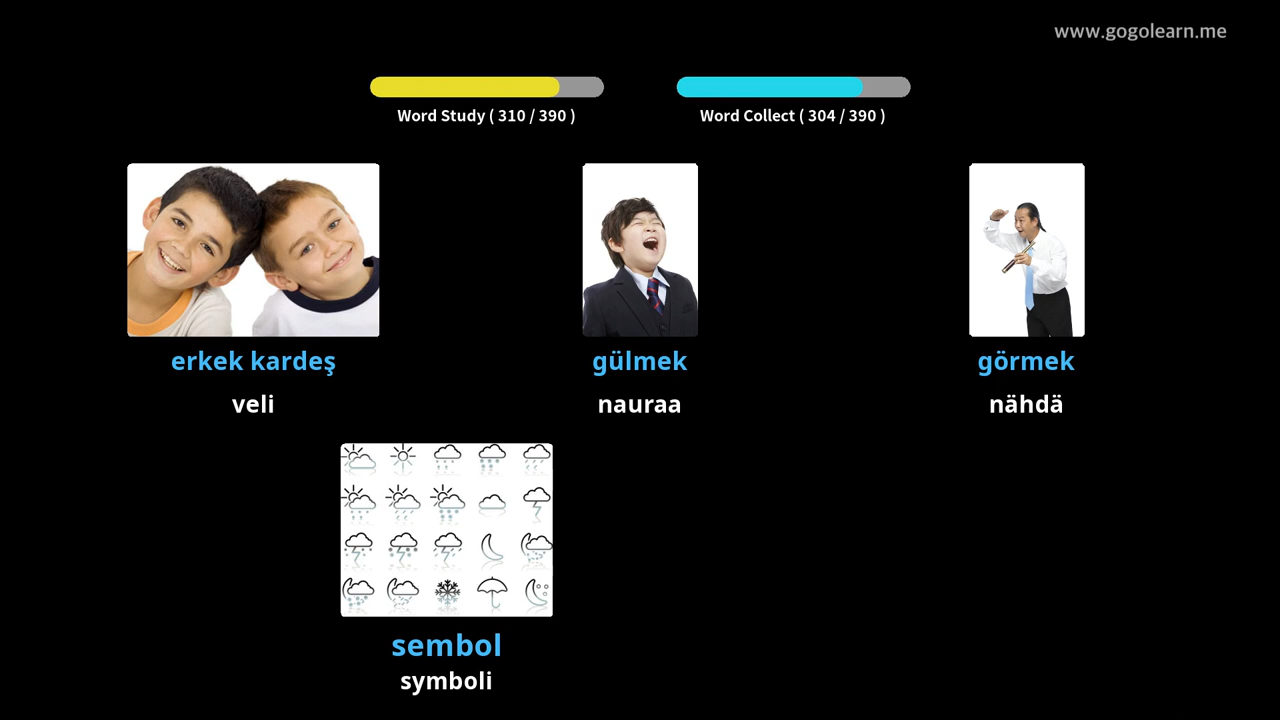 www.gogolearn.me
Word Study ( 310 / 390 )
Word Collect ( 304 / 390 )
erkek kardeş
veli
gülmek
nauraa
görmek
nähdä
sembol
symboli